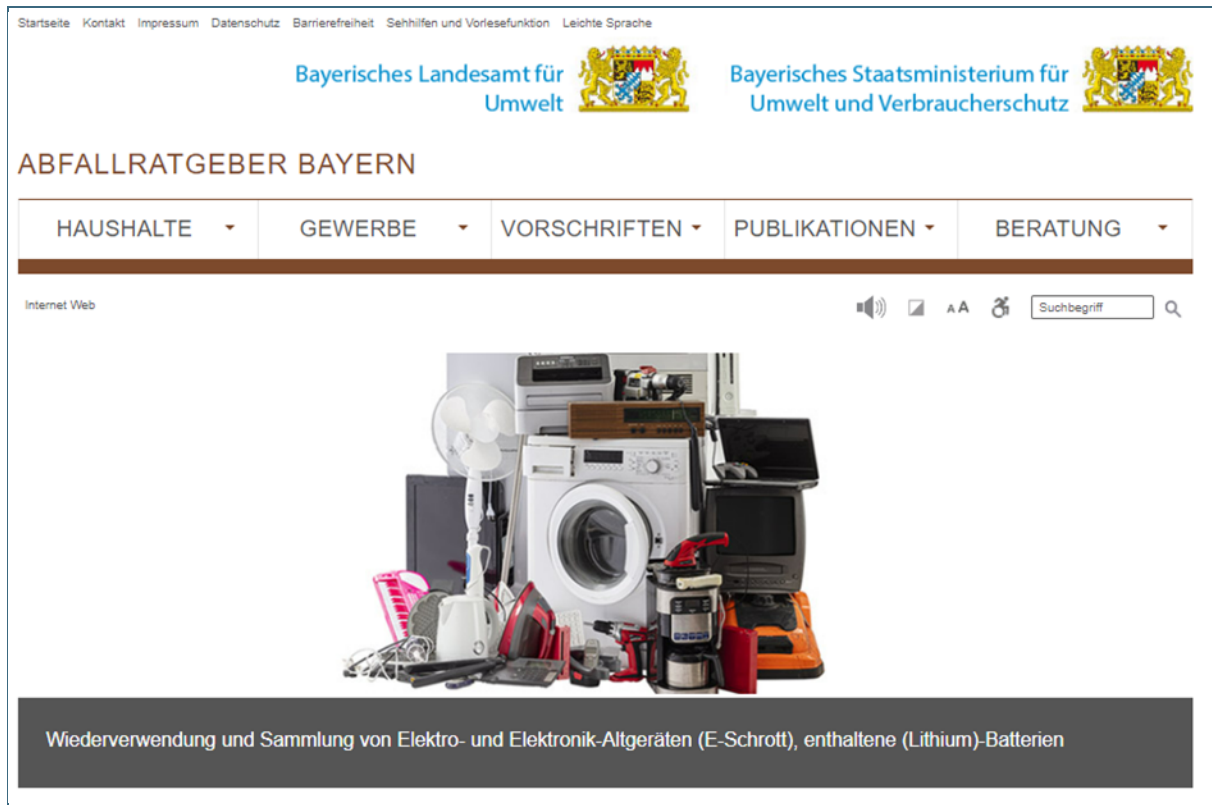 Startseite Kontakt Impressum Datenschutz Barrierefreiheit Sehhilfen und Vorlesefunktion Leichte Sprache
Bayerisches Landesamt für
Umwelt
Bayerisches Staatsministerium für
Umwelt und Verbraucherschutz
ABFALLRATGEBER BAYERN
HAUSHALTE GEWERBE VORSCHRIFTEN PUBLIKATIONEN BERATUNG
Internet Web
A A
Suchbegriff
Wiederverwendung und Sammlung von Elektro- und Elektronik-Altgeräten (E-Schrott), enthaltene (Lithium)-Batterien